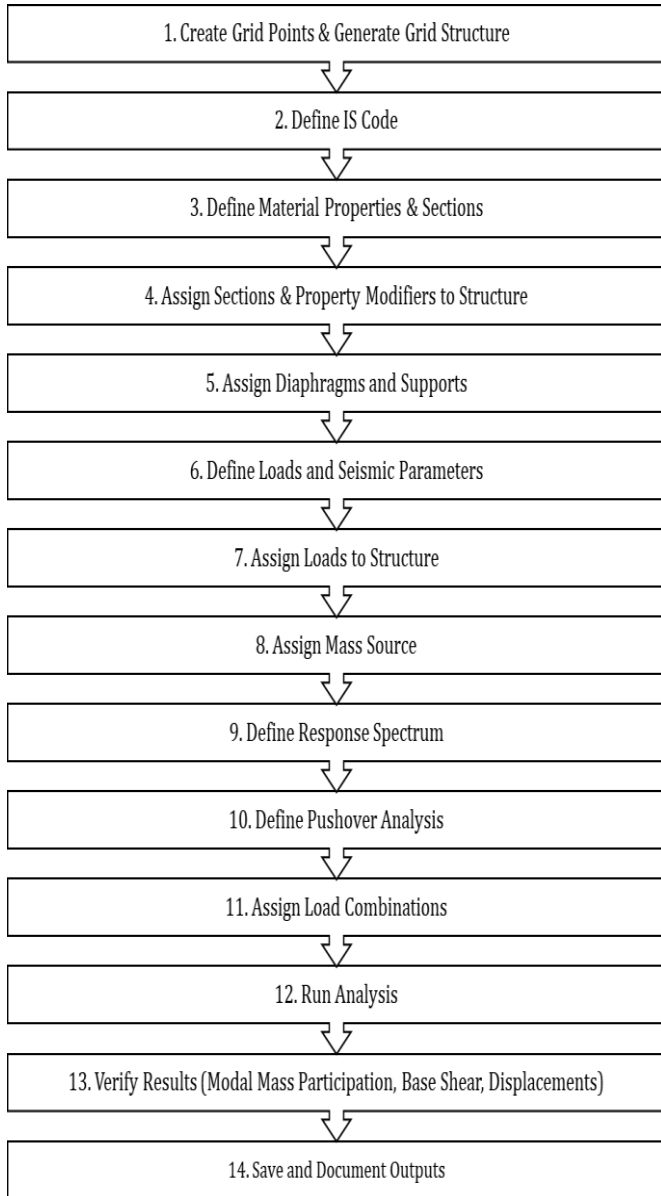 1. Create Grid Points & Generate Grid Structure
2. Define IS Code
3. Define Material Properties & Sections
4. Assign Sections & Property Modifiers to Structure
5. Assign Diaphragms and Supports
6. Define Loads and Seismic Parameters
7. Assign Loads to Structure
8. Assign Mass Source
9. Define Response Spectrum
10. Define Pushover Analysis
11. Assign Load Combinations
12. Run Analysis
13. Verify Results (Modal Mass Participation, Base Shear, Displacements)
14. Save and Document Outputs